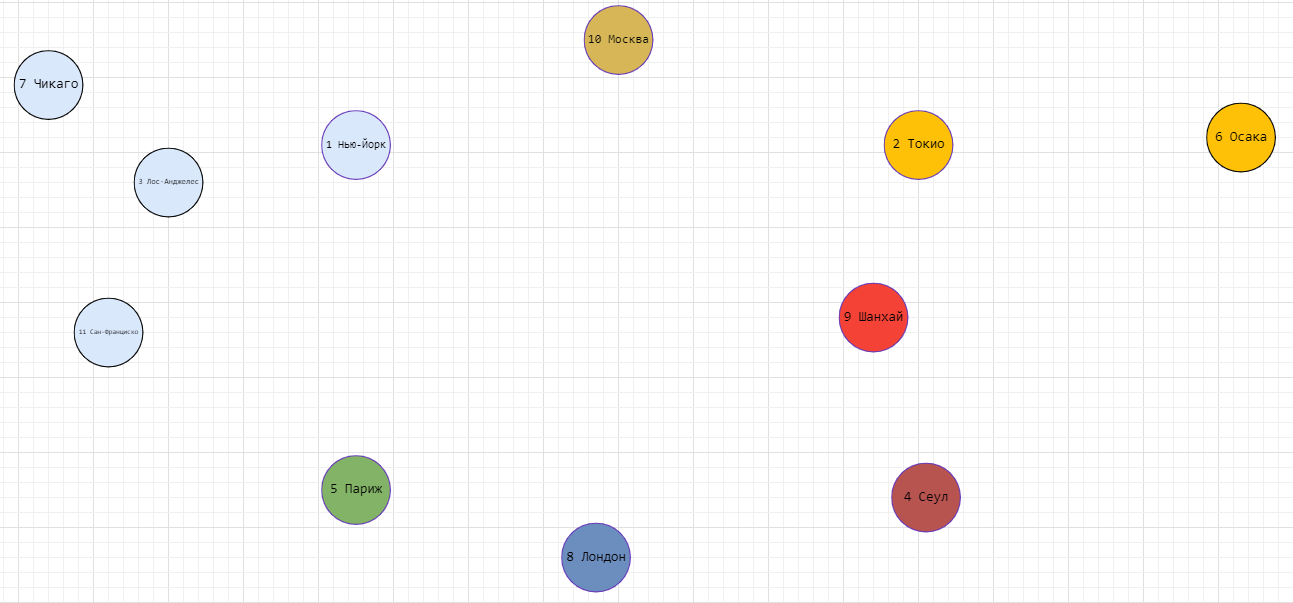 10 Москва
7 Чикаго
1 Нью-Йорк
2 Токио
6 Осака
3 Лос-Анджелес
9 Шанхай
11 Сан-Франциско
5 Париж
4 Сеул
8 Лондон